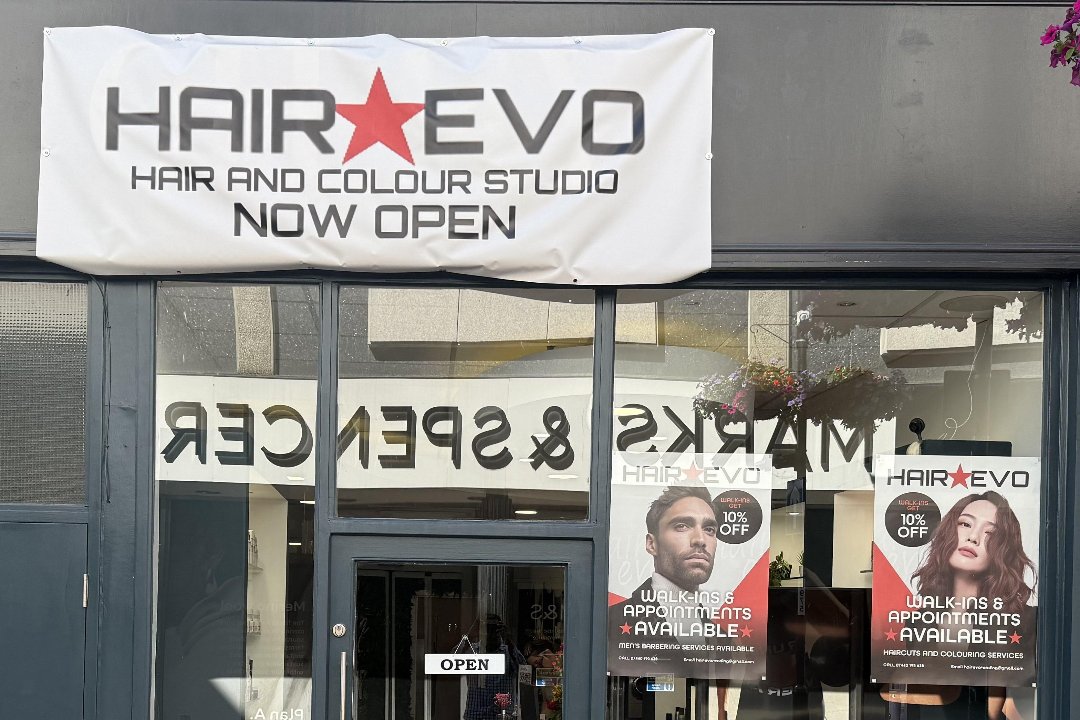 HAIR★EVO
HAIR AND COLOUR STUDIO
NOW OPEN
MARKS & SPENCER
HAIR★EVO
WALK-INS
GET
10%
OFF
WALK-INS &
APPOINTMENTS
★AVAILABLE★
MEN'S BARBERING SERVICES AVAILABLE
HAIR★EVO
WALK-INS
GET
10%
OFF
WALK-INS &
APPOINTMENTS
★AVAILABLE★
HAIRCUTS AND COLOURING SERVICES
OPEN
M&S
Plan A.